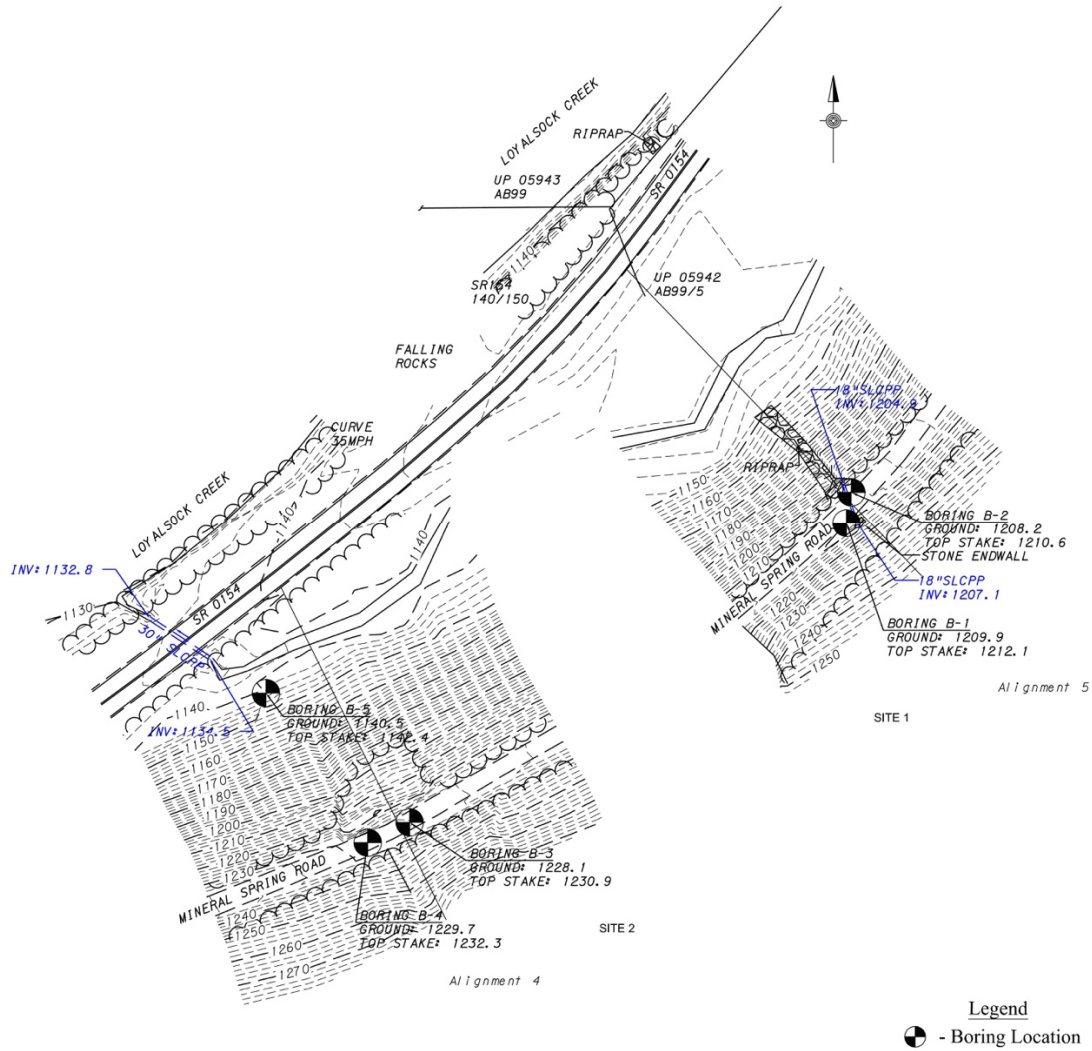 LOYALSOCK CREEK
RIPRAP
SR 0154
UP 05943
AB99
1140
SR154
140/150
UP 05942
AB99/5
FALLING
ROCKS
CURVE
35MPH
LOYALSOCK CREEK
1140
1140
INV:1132.8
1130
SR 0154
30" SLCPP
INV:1134.5
18"SLCPP
INV:1204.9
RIPRAP
1150
1160
1170
1180
1190
1200
1210
MINERAL SPRING ROAD
1220
1230
1240
1250
BORING B-2
GROUND: 1208.2
TOP STAKE: 1210.6
STONE ENDWALL
18"SLCPP
INV:1207.1
BORING B-1
GROUND: 1209.9
TOP STAKE: 1212.1
Alignment 5
SITE 1
1140
1150
1160
1170
1180
1190
1200
1210
1220
1230
MINERAL SPRING ROAD
1240
1250
1260
1270
BORING B-5
GROUND: 1140.5
TOP STAKE: 1142.4
BORING B-3
GROUND: 1228.1
TOP STAKE: 1230.9
BORING B-4
GROUND: 1229.7
TOP STAKE: 1232.3
SITE 2
Alignment 4
Legend
- Boring Location